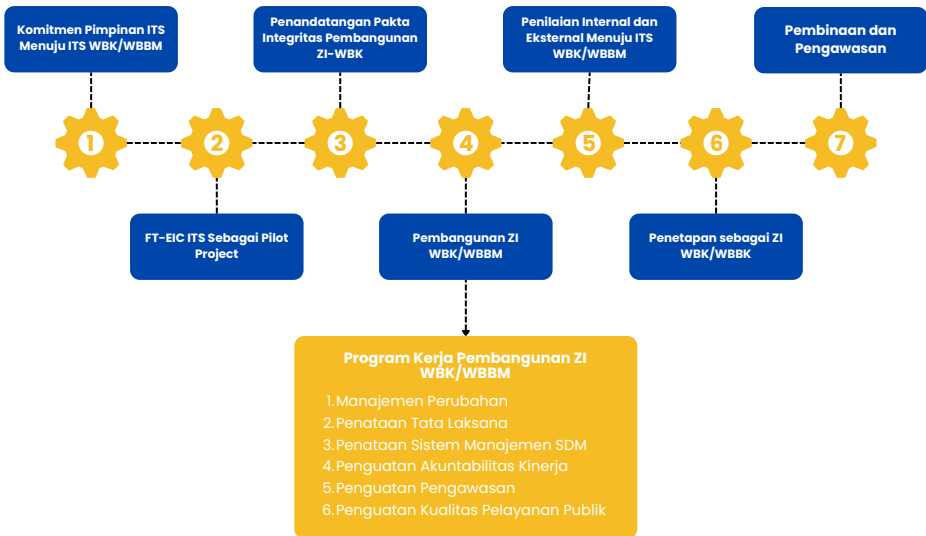 Komitmen Pimpinan ITS
Menuju ITS WBK/WBBM
Penandatangan Pakta
Integritas Pembangunan
ZI-WBK
Penilaian Internal dan
Eksternal Menuju ITS
WBK/WBBM
Pembinaan dan
Pengawasan
1
2
3
4
5
6
7
FT-EIC ITS Sebagai Pilot
Project
Pembangunan ZI
WBK/WBBM
Penetapan sebagai ZI
WBK/WBBK
Program Kerja Pembangunan ZI
WBK/WBBM
1. Manajemen Perubahan
2. Penataan Tata Laksana
3. Penataan Sistem Manajemen SDM
4. Penguatan Akuntabilitas Kinerja
5. Penguatan Pengawasan
6. Penguatan Kualitas Pelayanan Publik